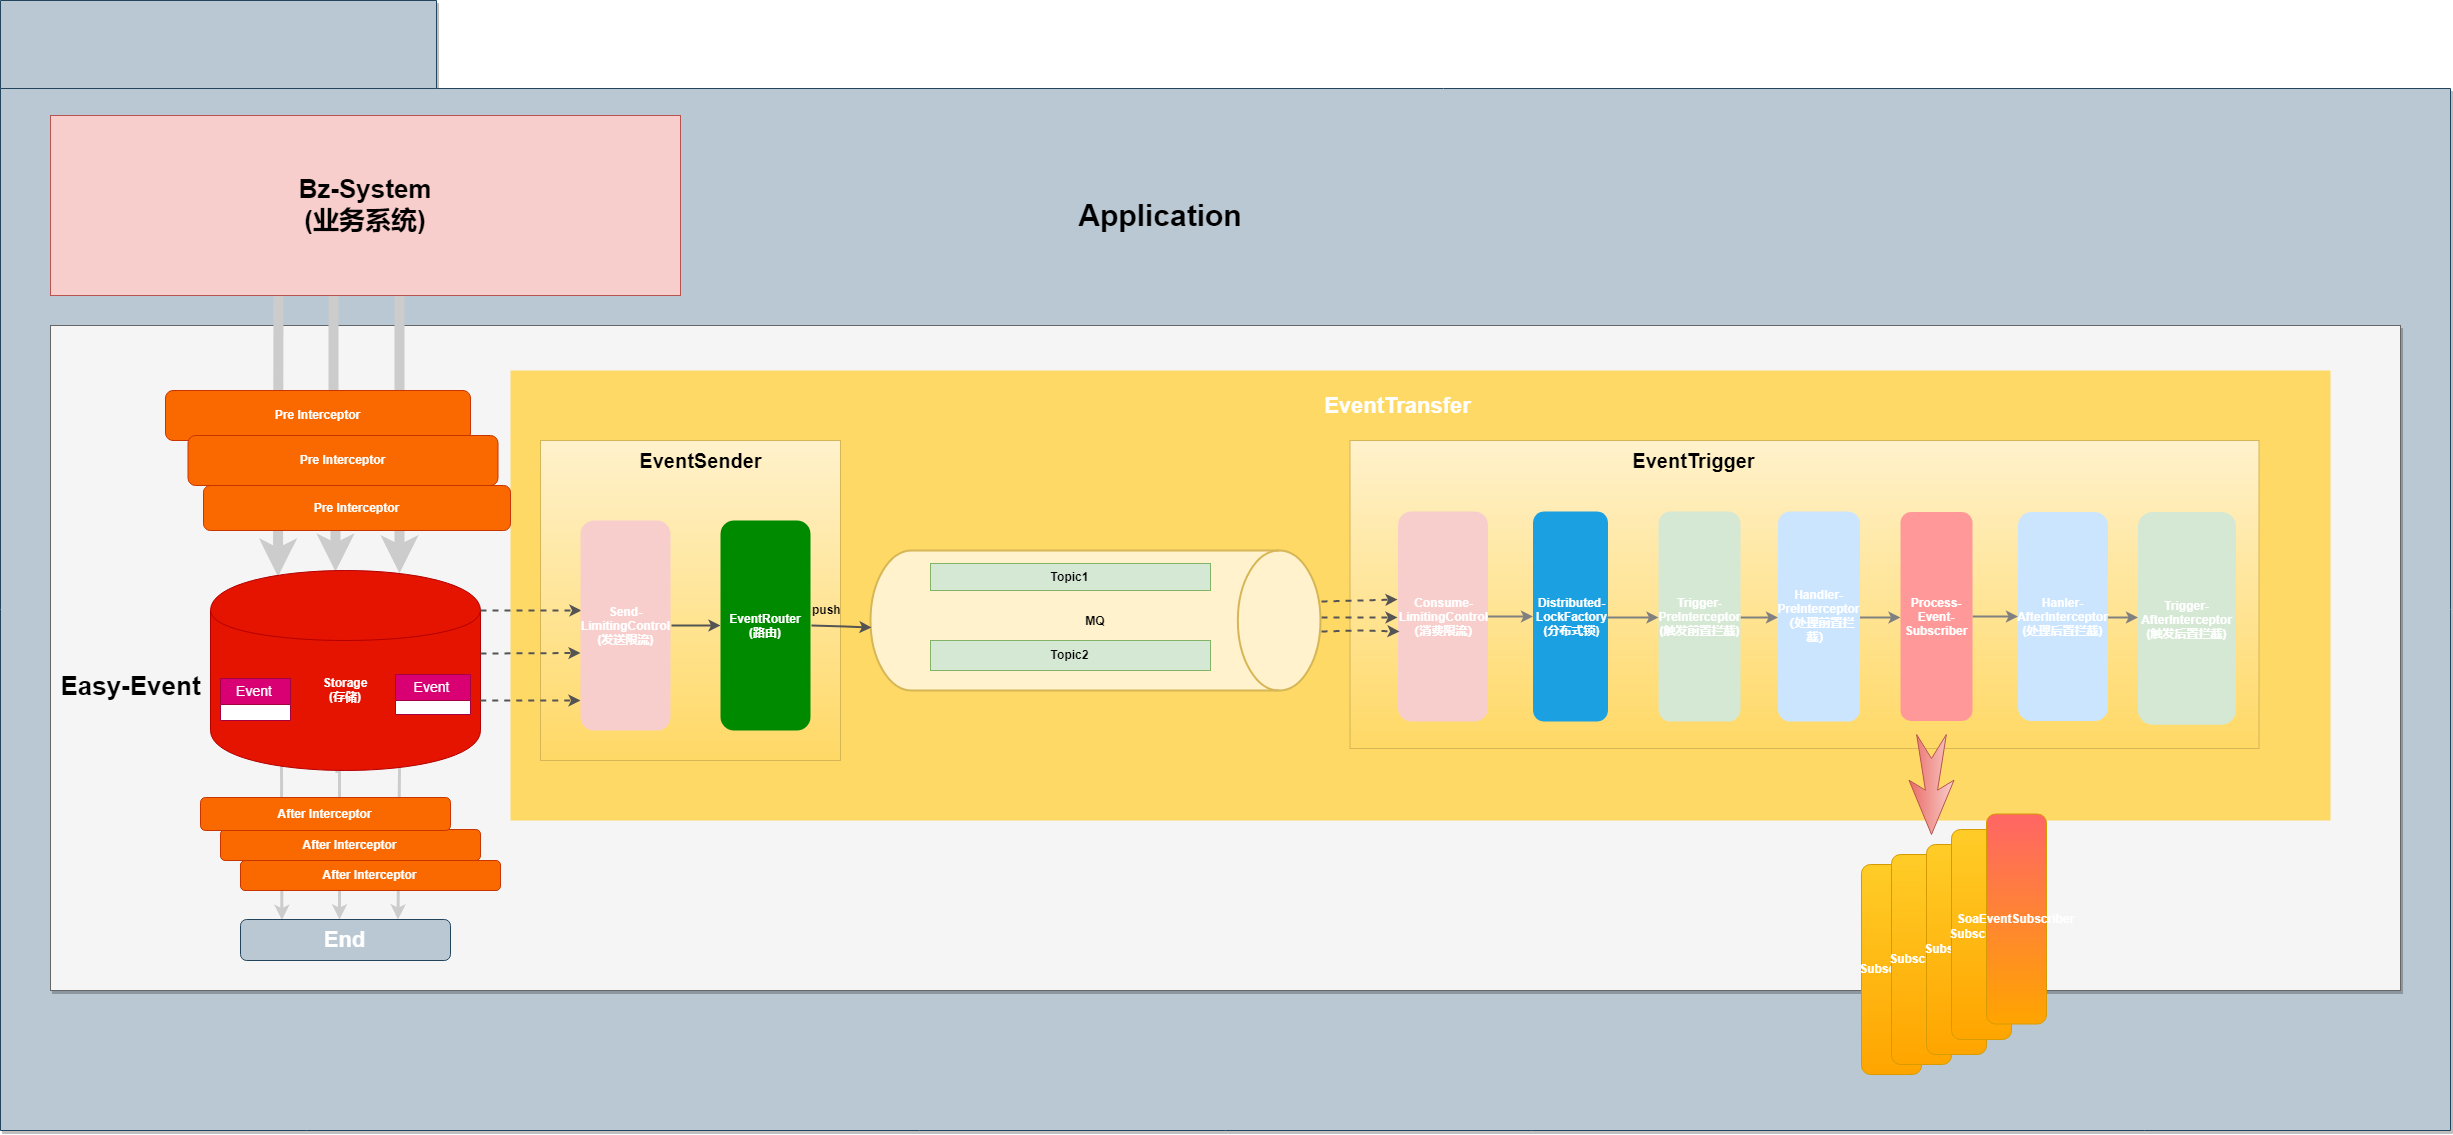 Bz-System
(业务系统)
Application
Pre Interceptor
Pre Interceptor
Pre Interceptor
Easy-Event
Event
Storage
(存储)
Event
After Interceptor
After Interceptor
After Interceptor
End
EventTransfer
EventSender
Send-
LimitingControl
(发送限流)
EventRouter
(路由)
push
Topic1
MQ
Topic2
EventTrigger
Consume-
LimitingControl
(消费限流)
Distributed-
LockFactory
(分布式锁)
Trigger-
PreInterceptor
(触发前置拦截)
Handler-
PreInterceptor
(处理前置拦
截)
Process-
Event-
Subscriber
Hanler-
AfterInterceptor
(处理后置拦截)
Trigger-
AfterInterceptor
(触发后置拦截)
SoaEventSubscriber
Subsc
Subs
Subsc
Subs